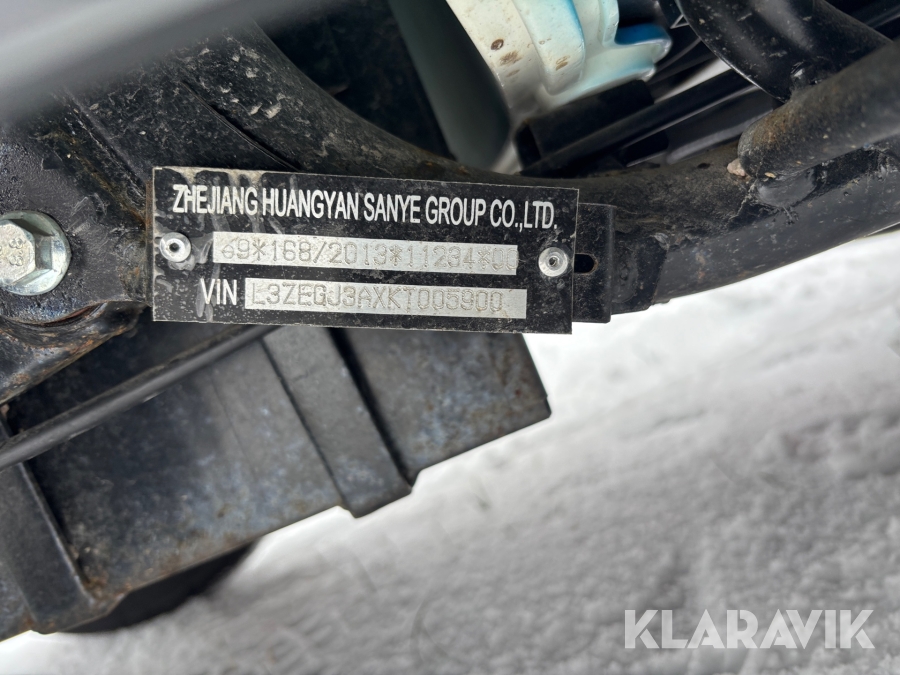 ZHEJIANG HUANGYAN SANYE GROUP CO.,LTD.
69*168/2013*11234*00
VIN L3ZEGJ3AXKT005900
KLARAVIK